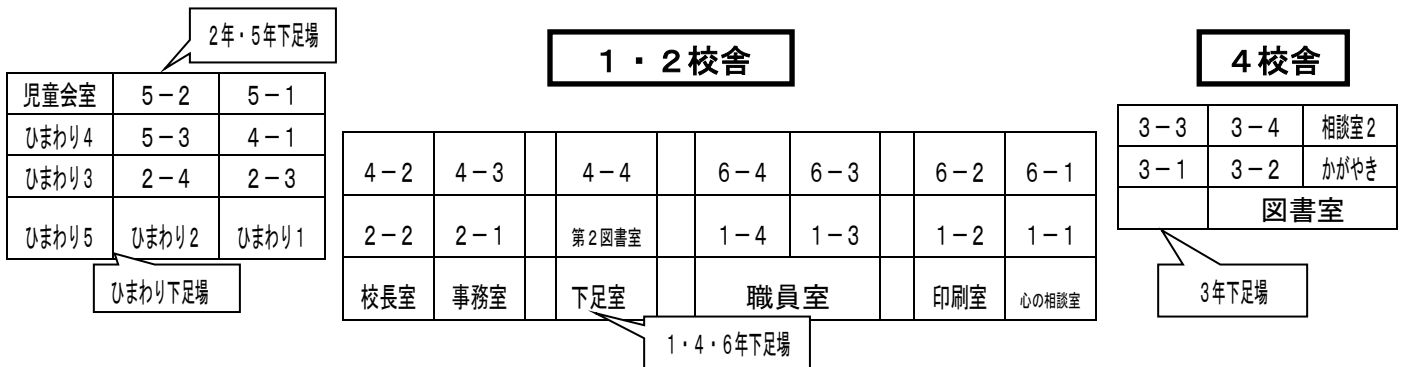 2年・5年下足場
児童会室 5-2 5-1
ひまわり4 5-3 4-1
ひまわり3 2-4 2-3
ひまわり5 ひまわり2 ひまわり1
ひまわり下足場
1・2校舎
4-2 4-3 4-4 6-4 6-3 6-2 6-1
2-2 2-1 第2図書室 1-4 1-3 1-2 1-1
校長室 事務室 下足室 職員室 印刷室 心の相談室
1・4・6年下足場
4校舎
3-3 3-4 相談室2
3-1 3-2 かがやき
図書室
3年下足場